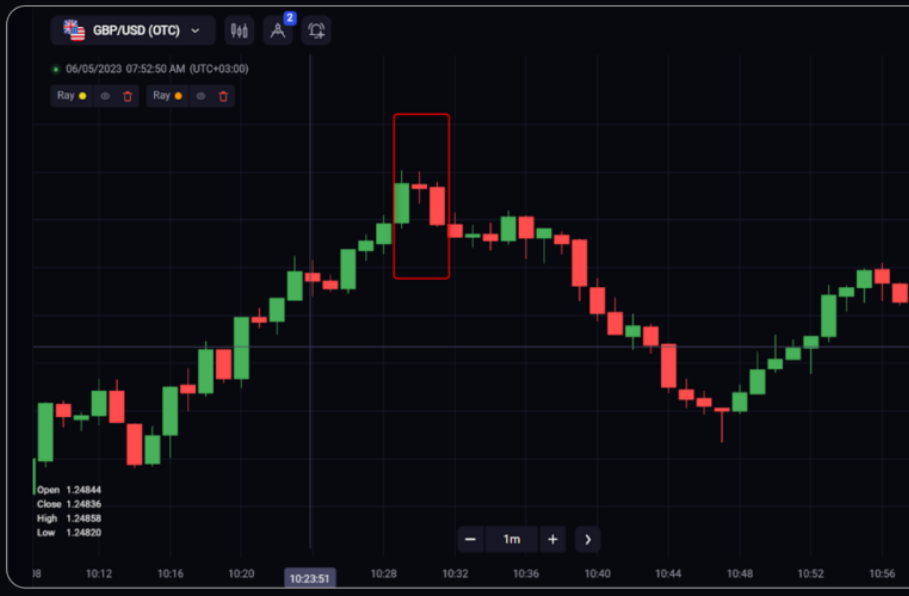 GBP/USD (OTC)
2
06/05/2023 07:52:50 AM (UTC+03:00)
Ray Ray
Open 1.24844
Close 1.24836
High 1.24858
Low 1.24820
− 1m + >
08 10:12 10:16 10:20 10:23:51 10:28 10:32 10:36 10:40 10:44 10:48 10:52 10:56